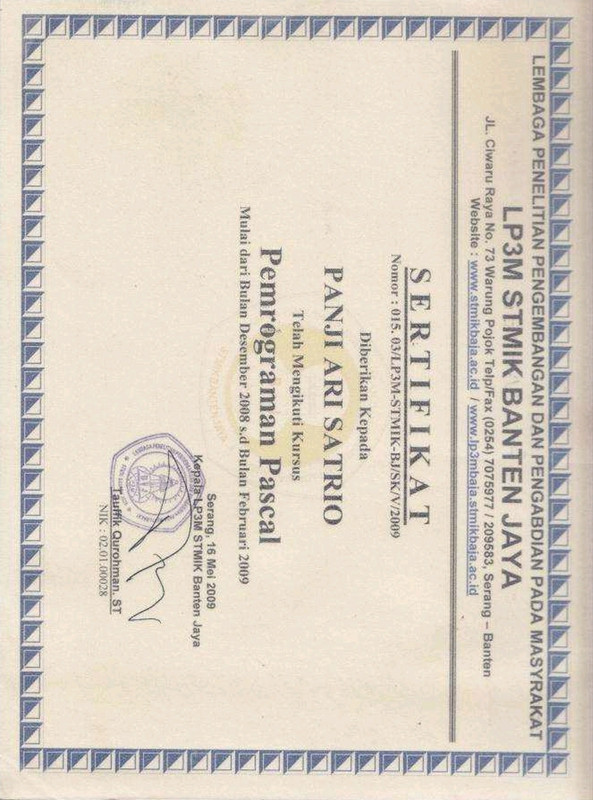 LEMBAGA PENELITIAN PENGEMBANGAN DAN PENGABDIAN PADA MASYRAKAT
LP3M STMIK BANTEN JAYA
JL. Ciwaru Raya No. 73 Warung Pojok Telp/Fax (0254) 7075977 / 209583, Serang – Banten
Website : www.stmikbaja.ac.id / www.lp3mbaja.stmikbaja.ac.id
SERTIFIKAT
Nomor : 015. 03/LP3M-STMIK-BJ/SK/V/2009
Diberikan Kepada
PANJI ARI SATRIO
Telah Mengikuti Kursus
Pemrograman Pascal
Mulai dari Bulan Desember 2008 s.d Bulan Februari 2009
Serang, 16 Mei 2009
Kepala LP3M STMIK Banten Jaya
Tauffik Qurohman. ST
NIK : 02.01.00028